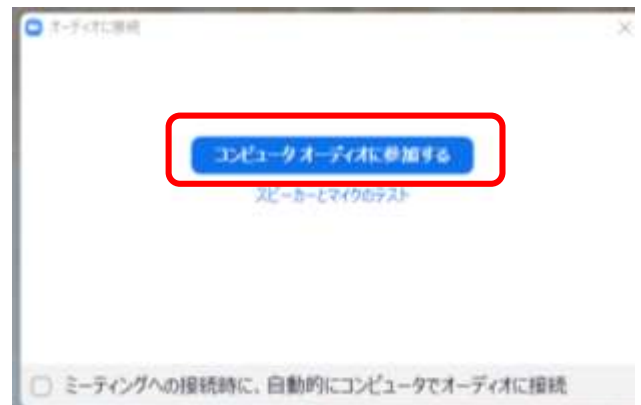 オーディオに接続
コンピュータ オーディオに参加する
スピーカーとマイクのテスト
ミーティングへの接続時に、自動的にコンピュータでオーディオに接続